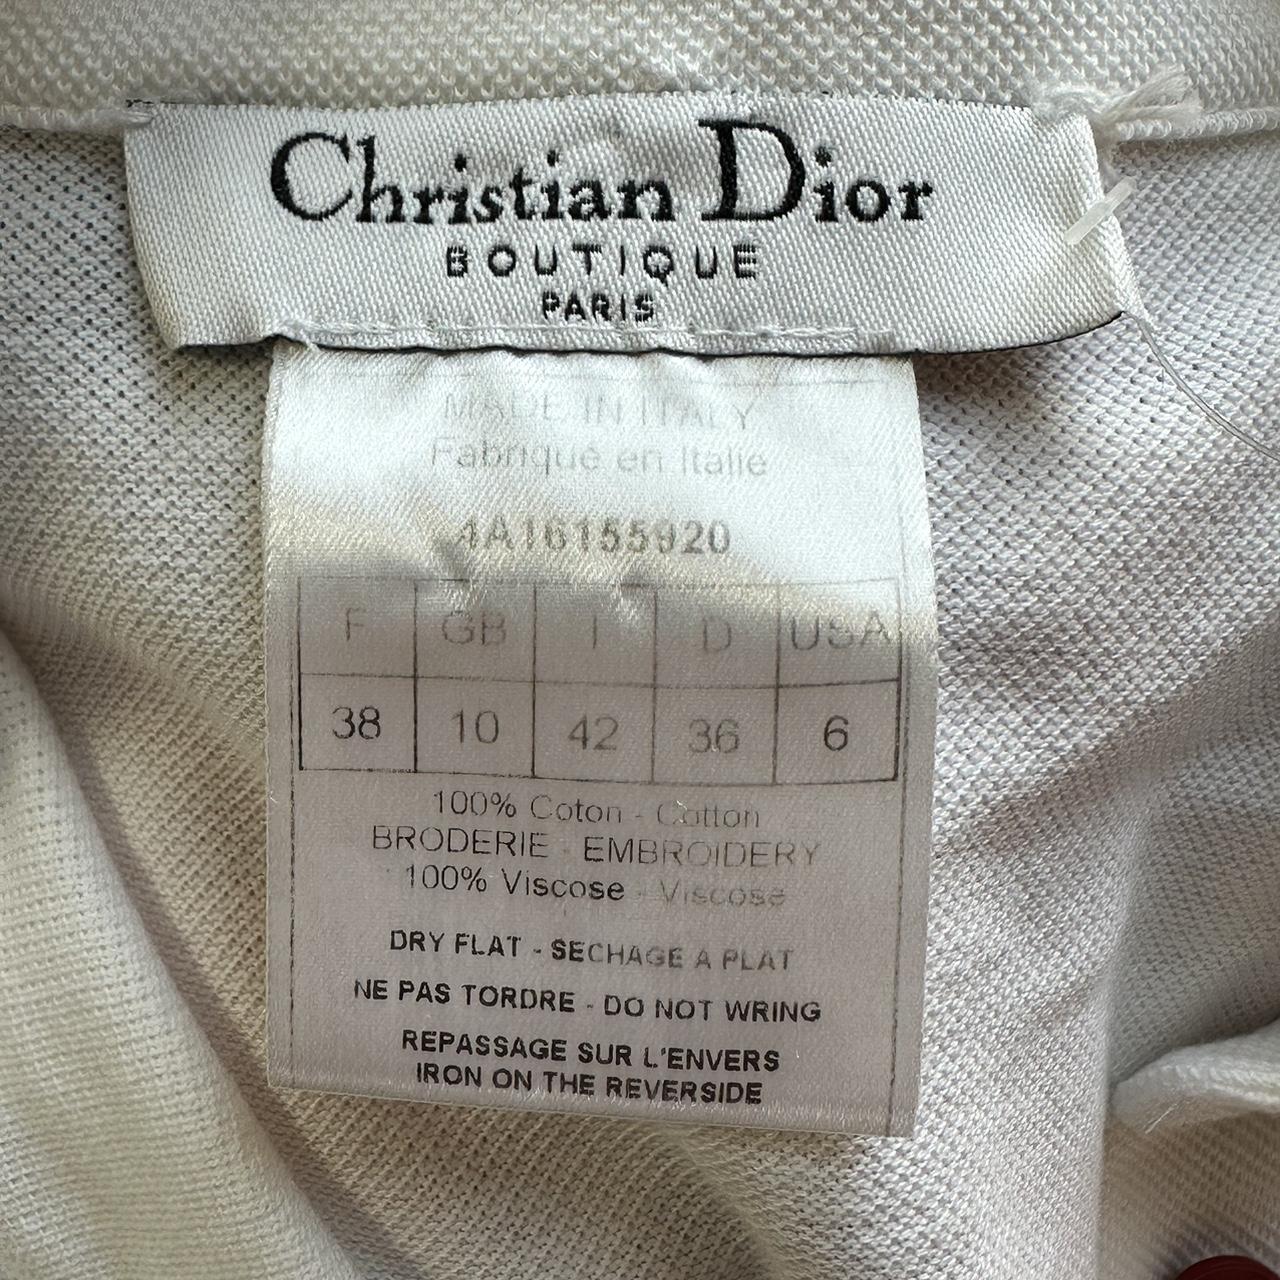 Christian Dior
BOUTIQUE
PARIS
MADE IN ITALY
Fabriqué en Italie
4A16155920
F GB I D USA
38 10 42 36 6
100% Coton - Cotton
BRODERIE - EMBROIDERY
100% Viscose - Viscose
DRY FLAT - SECHAGE A PLAT
NE PAS TORDRE - DO NOT WRING
REPASSAGE SUR L'ENVERS
IRON ON THE REVERSIDE